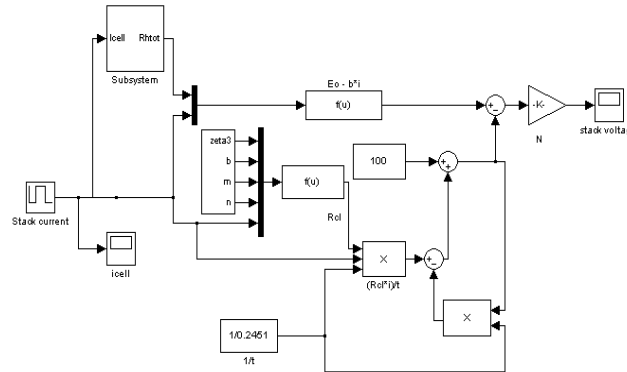 Icell Rhtot
Subsystem
Eo - b*i
f(u)
-K-
N
stack volta
zeta3
b
m
n
f(u)
Rcl
100
Stack current
icell
×
(Rcl*i)/t
×
1/0.2451
1/t